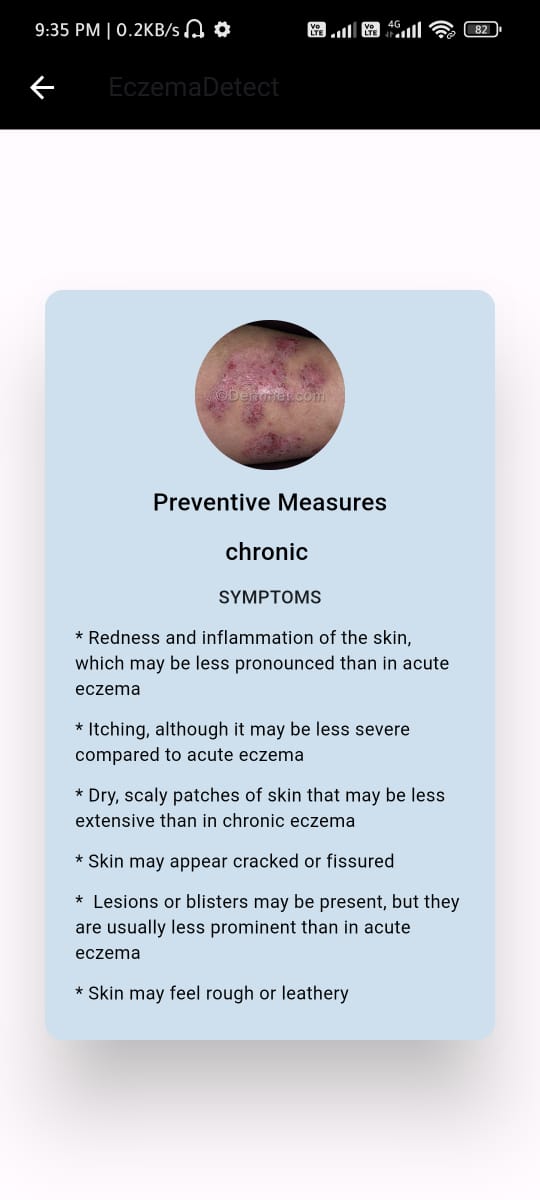 9:35 PM | 0.2KB/s
Vo LTE Vo LTE 4G 82
EczemaDetect
©DermNet.com
Preventive Measures
chronic
SYMPTOMS
* Redness and inflammation of the skin,
which may be less pronounced than in acute
eczema
* Itching, although it may be less severe
compared to acute eczema
* Dry, scaly patches of skin that may be less
extensive than in chronic eczema
* Skin may appear cracked or fissured
*  Lesions or blisters may be present, but they
are usually less prominent than in acute
eczema
* Skin may feel rough or leathery